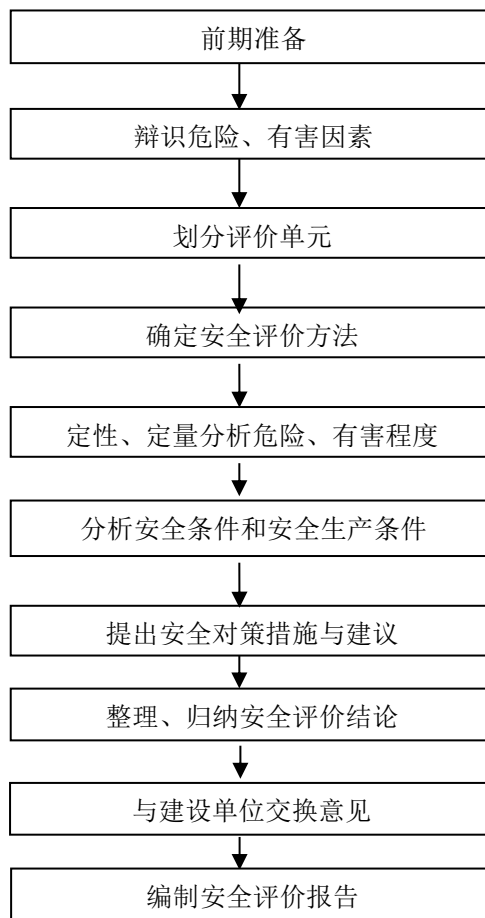 前期准备
辩识危险、有害因素
划分评价单元
确定安全评价方法
定性、定量分析危险、有害程度
分析安全条件和安全生产条件
提出安全对策措施与建议
整理、归纳安全评价结论
与建设单位交换意见
编制安全评价报告